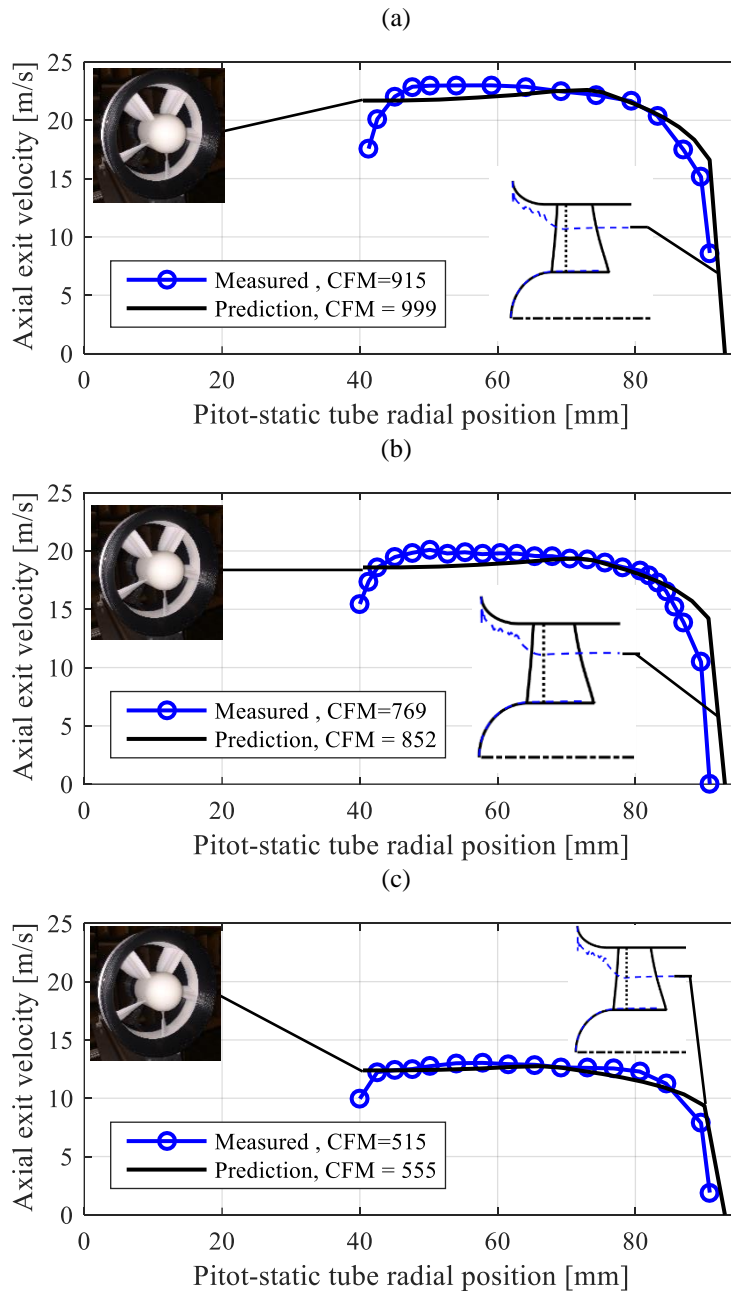 (a)
25
20
15
10
5
0
Axial exit velocity [m/s]
Measured , CFM=915
Prediction, CFM = 999
0 20 40 60 80
Pitot-static tube radial position [mm]
(b)
25
20
15
10
5
0
Axial exit velocity [m/s]
Measured , CFM=769
Prediction, CFM = 852
0 20 40 60 80
Pitot-static tube radial position [mm]
(c)
25
20
15
10
5
0
Axial exit velocity [m/s]
Measured , CFM=515
Prediction, CFM = 555
0 20 40 60 80
Pitot-static tube radial position [mm]